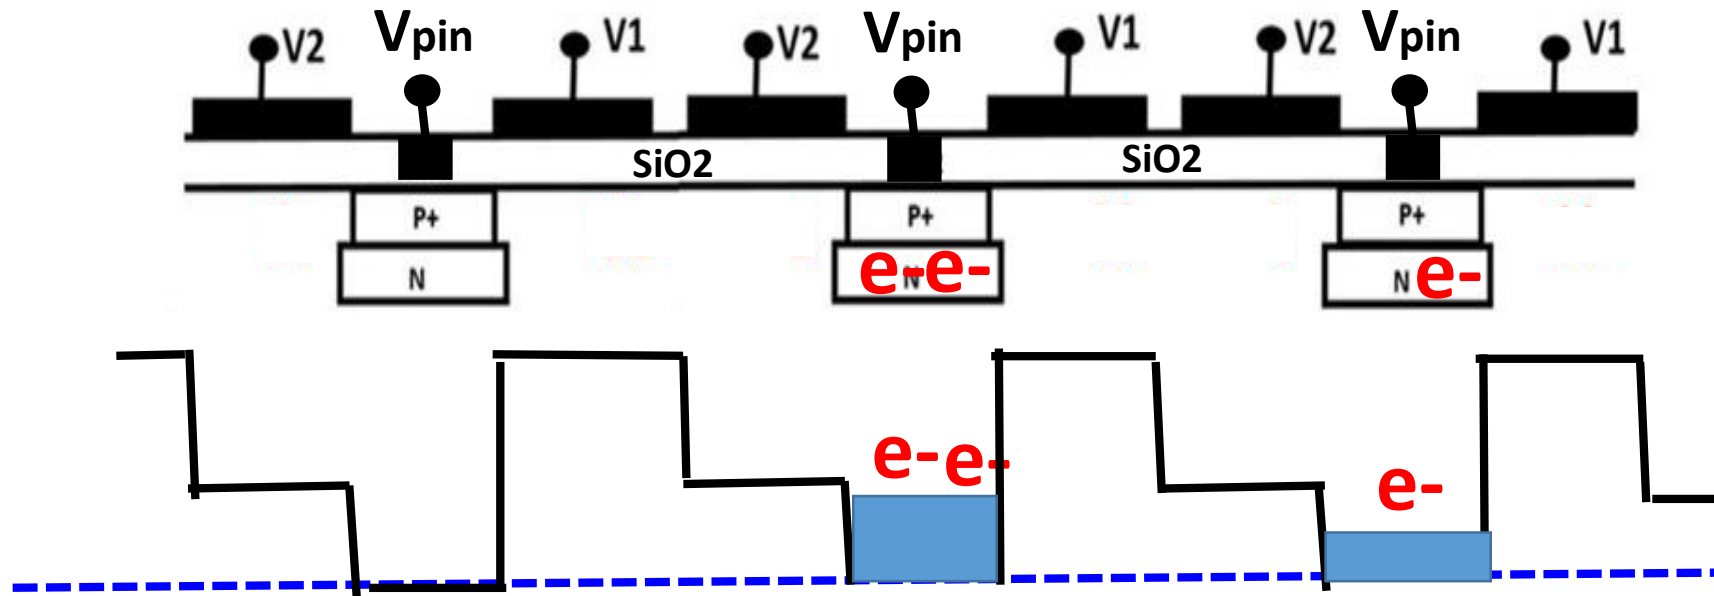 V2 Vpin V1 V2 Vpin V1 V2 Vpin V1
SiO2 SiO2
P+ P+ P+
N e- N e- N e-
e- e- e-